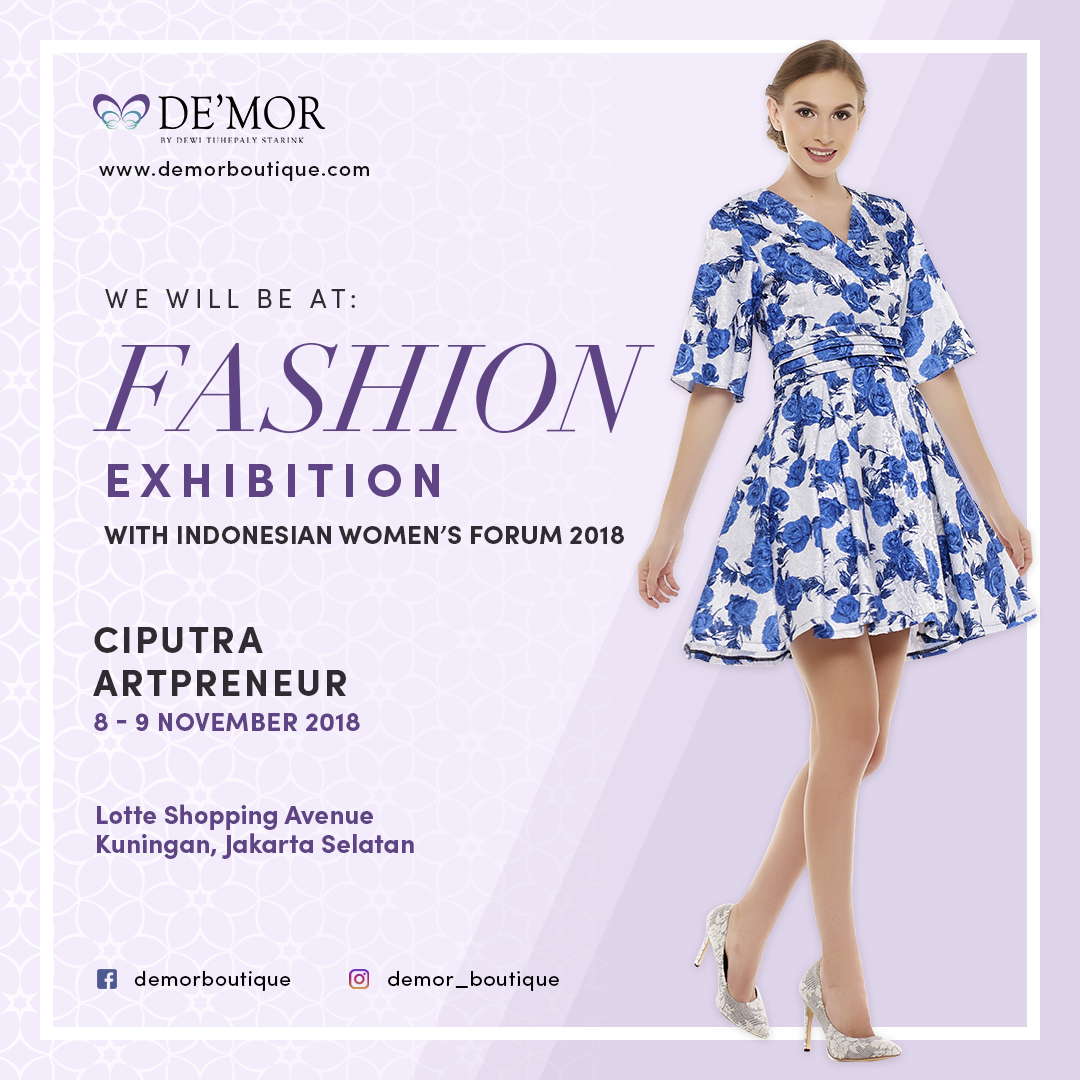 DE'MOR
BY DEWI TUHEPALY STARINK
www.demorboutique.com
WE WILL BE AT:
FASHION
EXHIBITION
WITH INDONESIAN WOMEN'S FORUM 2018
CIPUTRA
ARTPRENEUR
8 - 9 NOVEMBER 2018
Lotte Shopping Avenue
Kuningan, Jakarta Selatan
demorboutique
demor_boutique